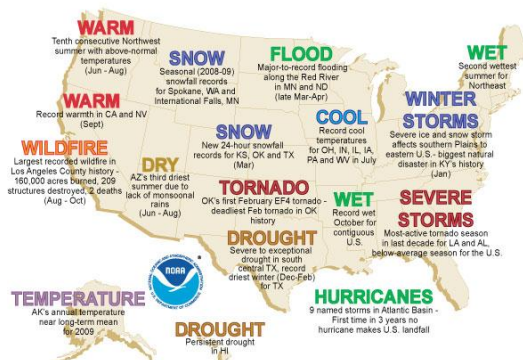 WARM
Tenth consecutive Northwest
summer with above-normal
temperatures
(Jun - Aug)
SNOW
Seasonal (2008-09)
snowfall records
for Spokane, WA and
International Falls, MN
FLOOD
Major-to-record flooding
along the Red River
in MN and ND
(late Mar-Apr)
WET
Second wettest
summer for
Northeast
WARM
Record warmth in CA and NV
(Sept)
SNOW
New 24-hour snowfall
records for KS, OK and TX
(Mar)
COOL
Record cool
temperatures
for OH, IN, IL, IA,
PA and WV in July
WINTER
STORMS
Severe ice and snow storm
affects southern Plains to
eastern U.S. - biggest natural
disaster in KY's history
(Jan)
WILDFIRE
Largest recorded wildfire in
Los Angeles County history -
160,000 acres burned, 209
structures destroyed, 2 deaths
(Aug - Oct)
DRY
AZ's third driest
summer due to
lack of monsoonal
rains
(Jun - Aug)
TORNADO
OK's first February EF4 tornado -
deadliest Feb tornado in OK
history
WET
Record wet
October for
contiguous
U.S.
SEVERE
STORMS
Most-active tornado season
in last decade for LA and AL,
below-average season for the U.S.
DROUGHT
Severe to exceptional
drought in south
central TX, record
driest winter (Dec-Feb)
for TX
NOAA
TEMPERATURE
AK's annual temperature
near long-term mean
for 2009
DROUGHT
Persistent drought
in HI
HURRICANES
9 named storms in Atlantic Basin -
First time in 3 years no
hurricane makes U.S. landfall